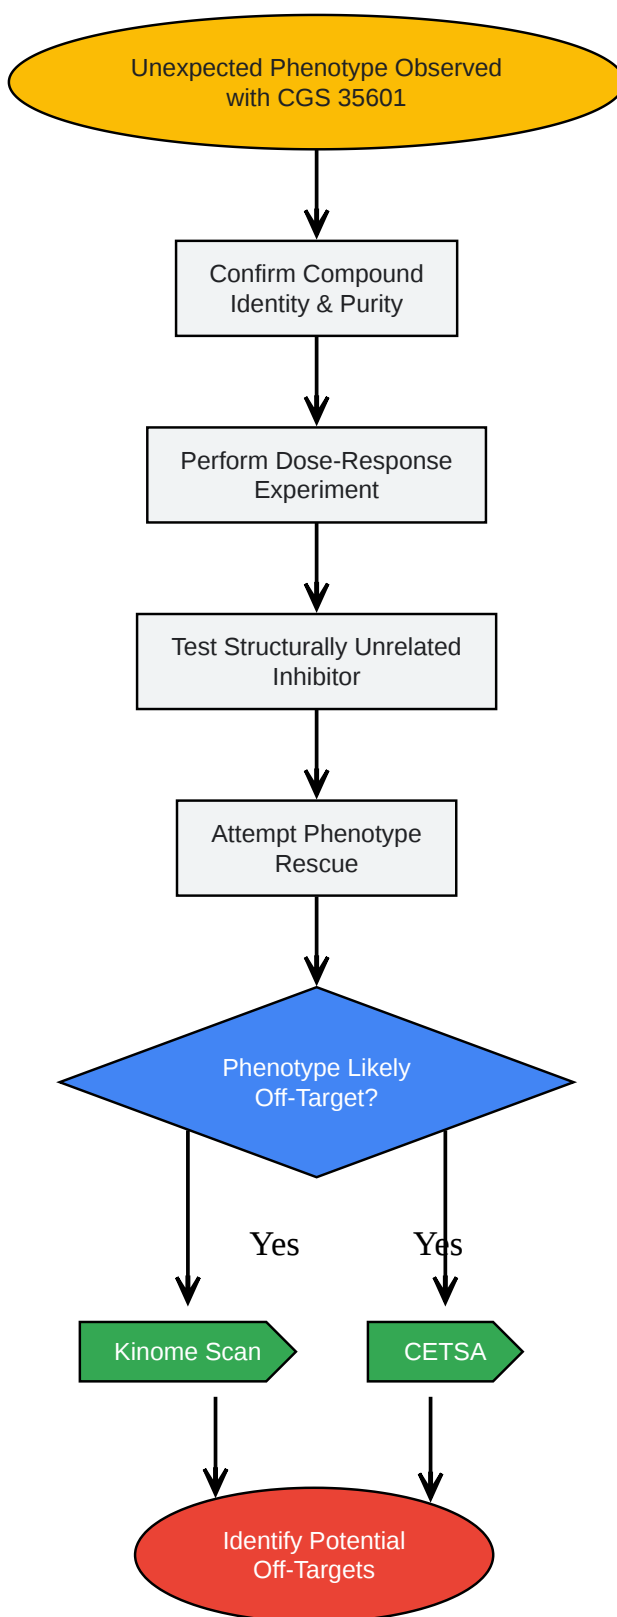 Unexpected Phenotype Observed
with CGS 35601
Confirm Compound
Identity & Purity
Perform Dose-Response
Experiment
Test Structurally Unrelated
Inhibitor
Attempt Phenotype
Rescue
Phenotype Likely
Off-Target?
Yes
Yes
Kinome Scan
CETSA
Identify Potential
Off-Targets